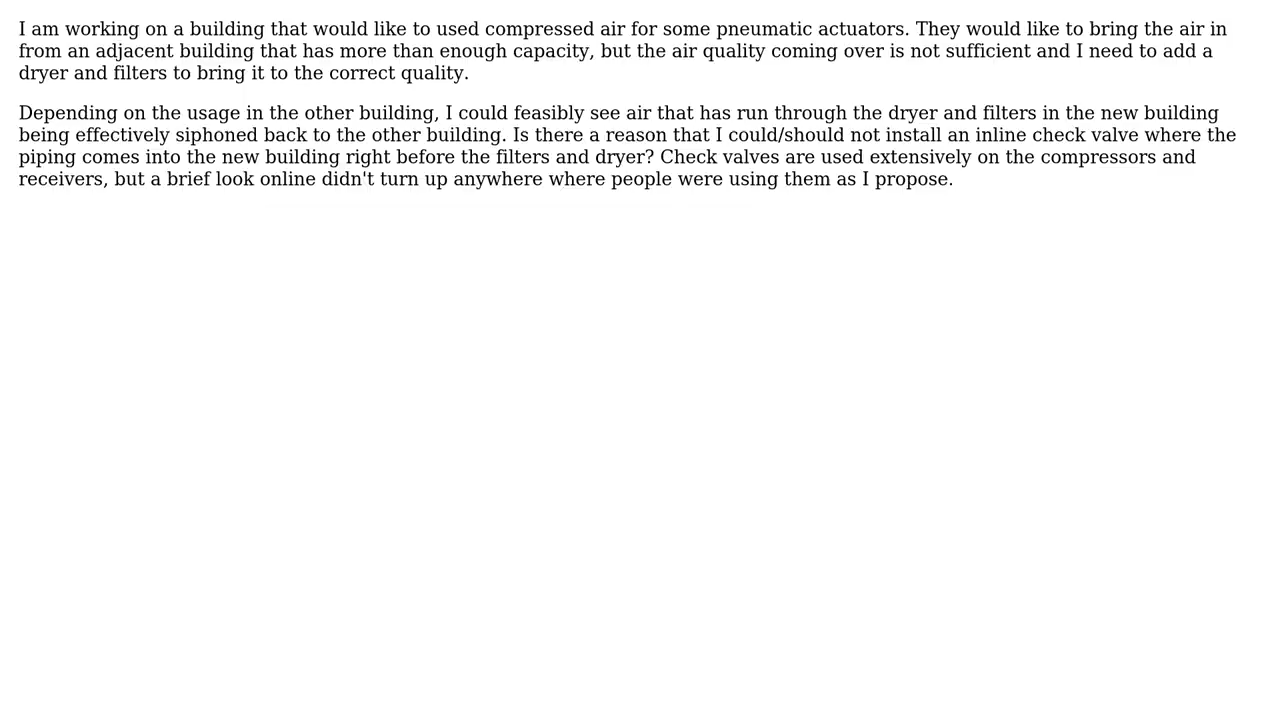 I am working on a building that would like to used compressed air for some pneumatic actuators. They would like to bring the air in
from an adjacent building that has more than enough capacity, but the air quality coming over is not sufficient and I need to add a
dryer and filters to bring it to the correct quality.
Depending on the usage in the other building, I could feasibly see air that has run through the dryer and filters in the new building
being effectively siphoned back to the other building. Is there a reason that I could/should not install an inline check valve where the
piping comes into the new building right before the filters and dryer? Check valves are used extensively on the compressors and
receivers, but a brief look online didn't turn up anywhere where people were using them as I propose.